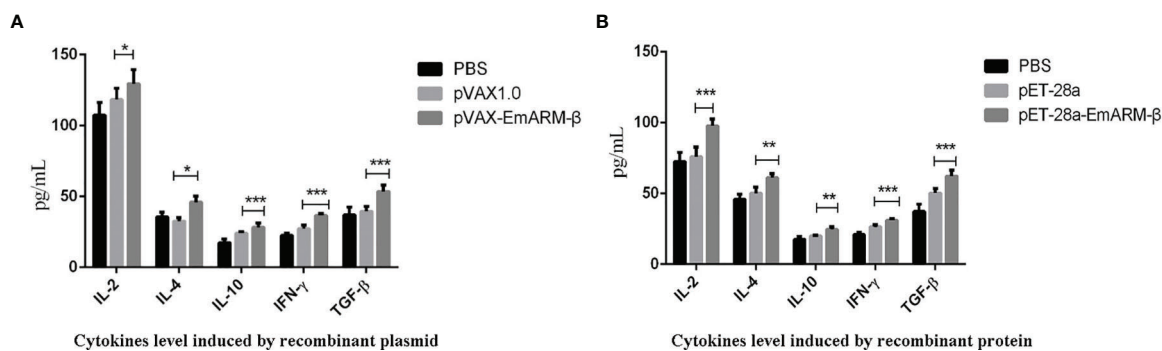 A
150
100
50
0
pg/mL
*
*
***
***
***
PBS
pVAX1.0
pVAX-EmARM-β
IL-2
IL-4
IL-10
IFN-γ
TGF-β
Cytokines level induced by recombinant plasmid
B
150
100
50
0
pg/mL
***
**
**
***
***
PBS
pET-28a
pET-28a-EmARM-β
IL-2
IL-4
IL-10
IFN-γ
TGF-β
Cytokines level induced by recombinant protein